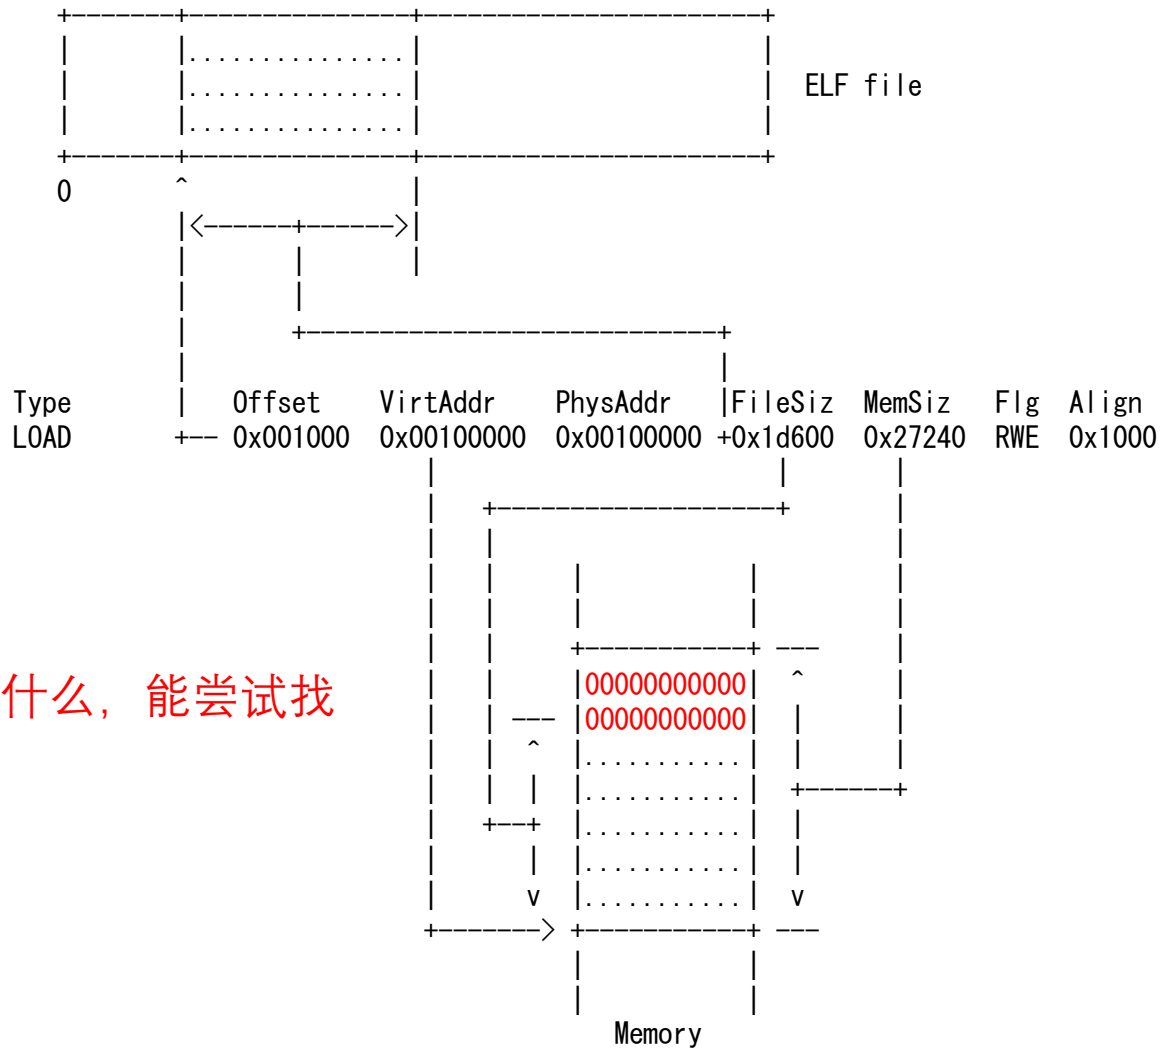 ELF file
0
Type Offset VirtAddr PhysAddr FileSiz MemSiz Flg Align
LOAD 0x001000 0x00100000 0x00100000 0x1d600 0x27240 RWE 0x1000
什么，能尝试找
00000000000
00000000000
Memory